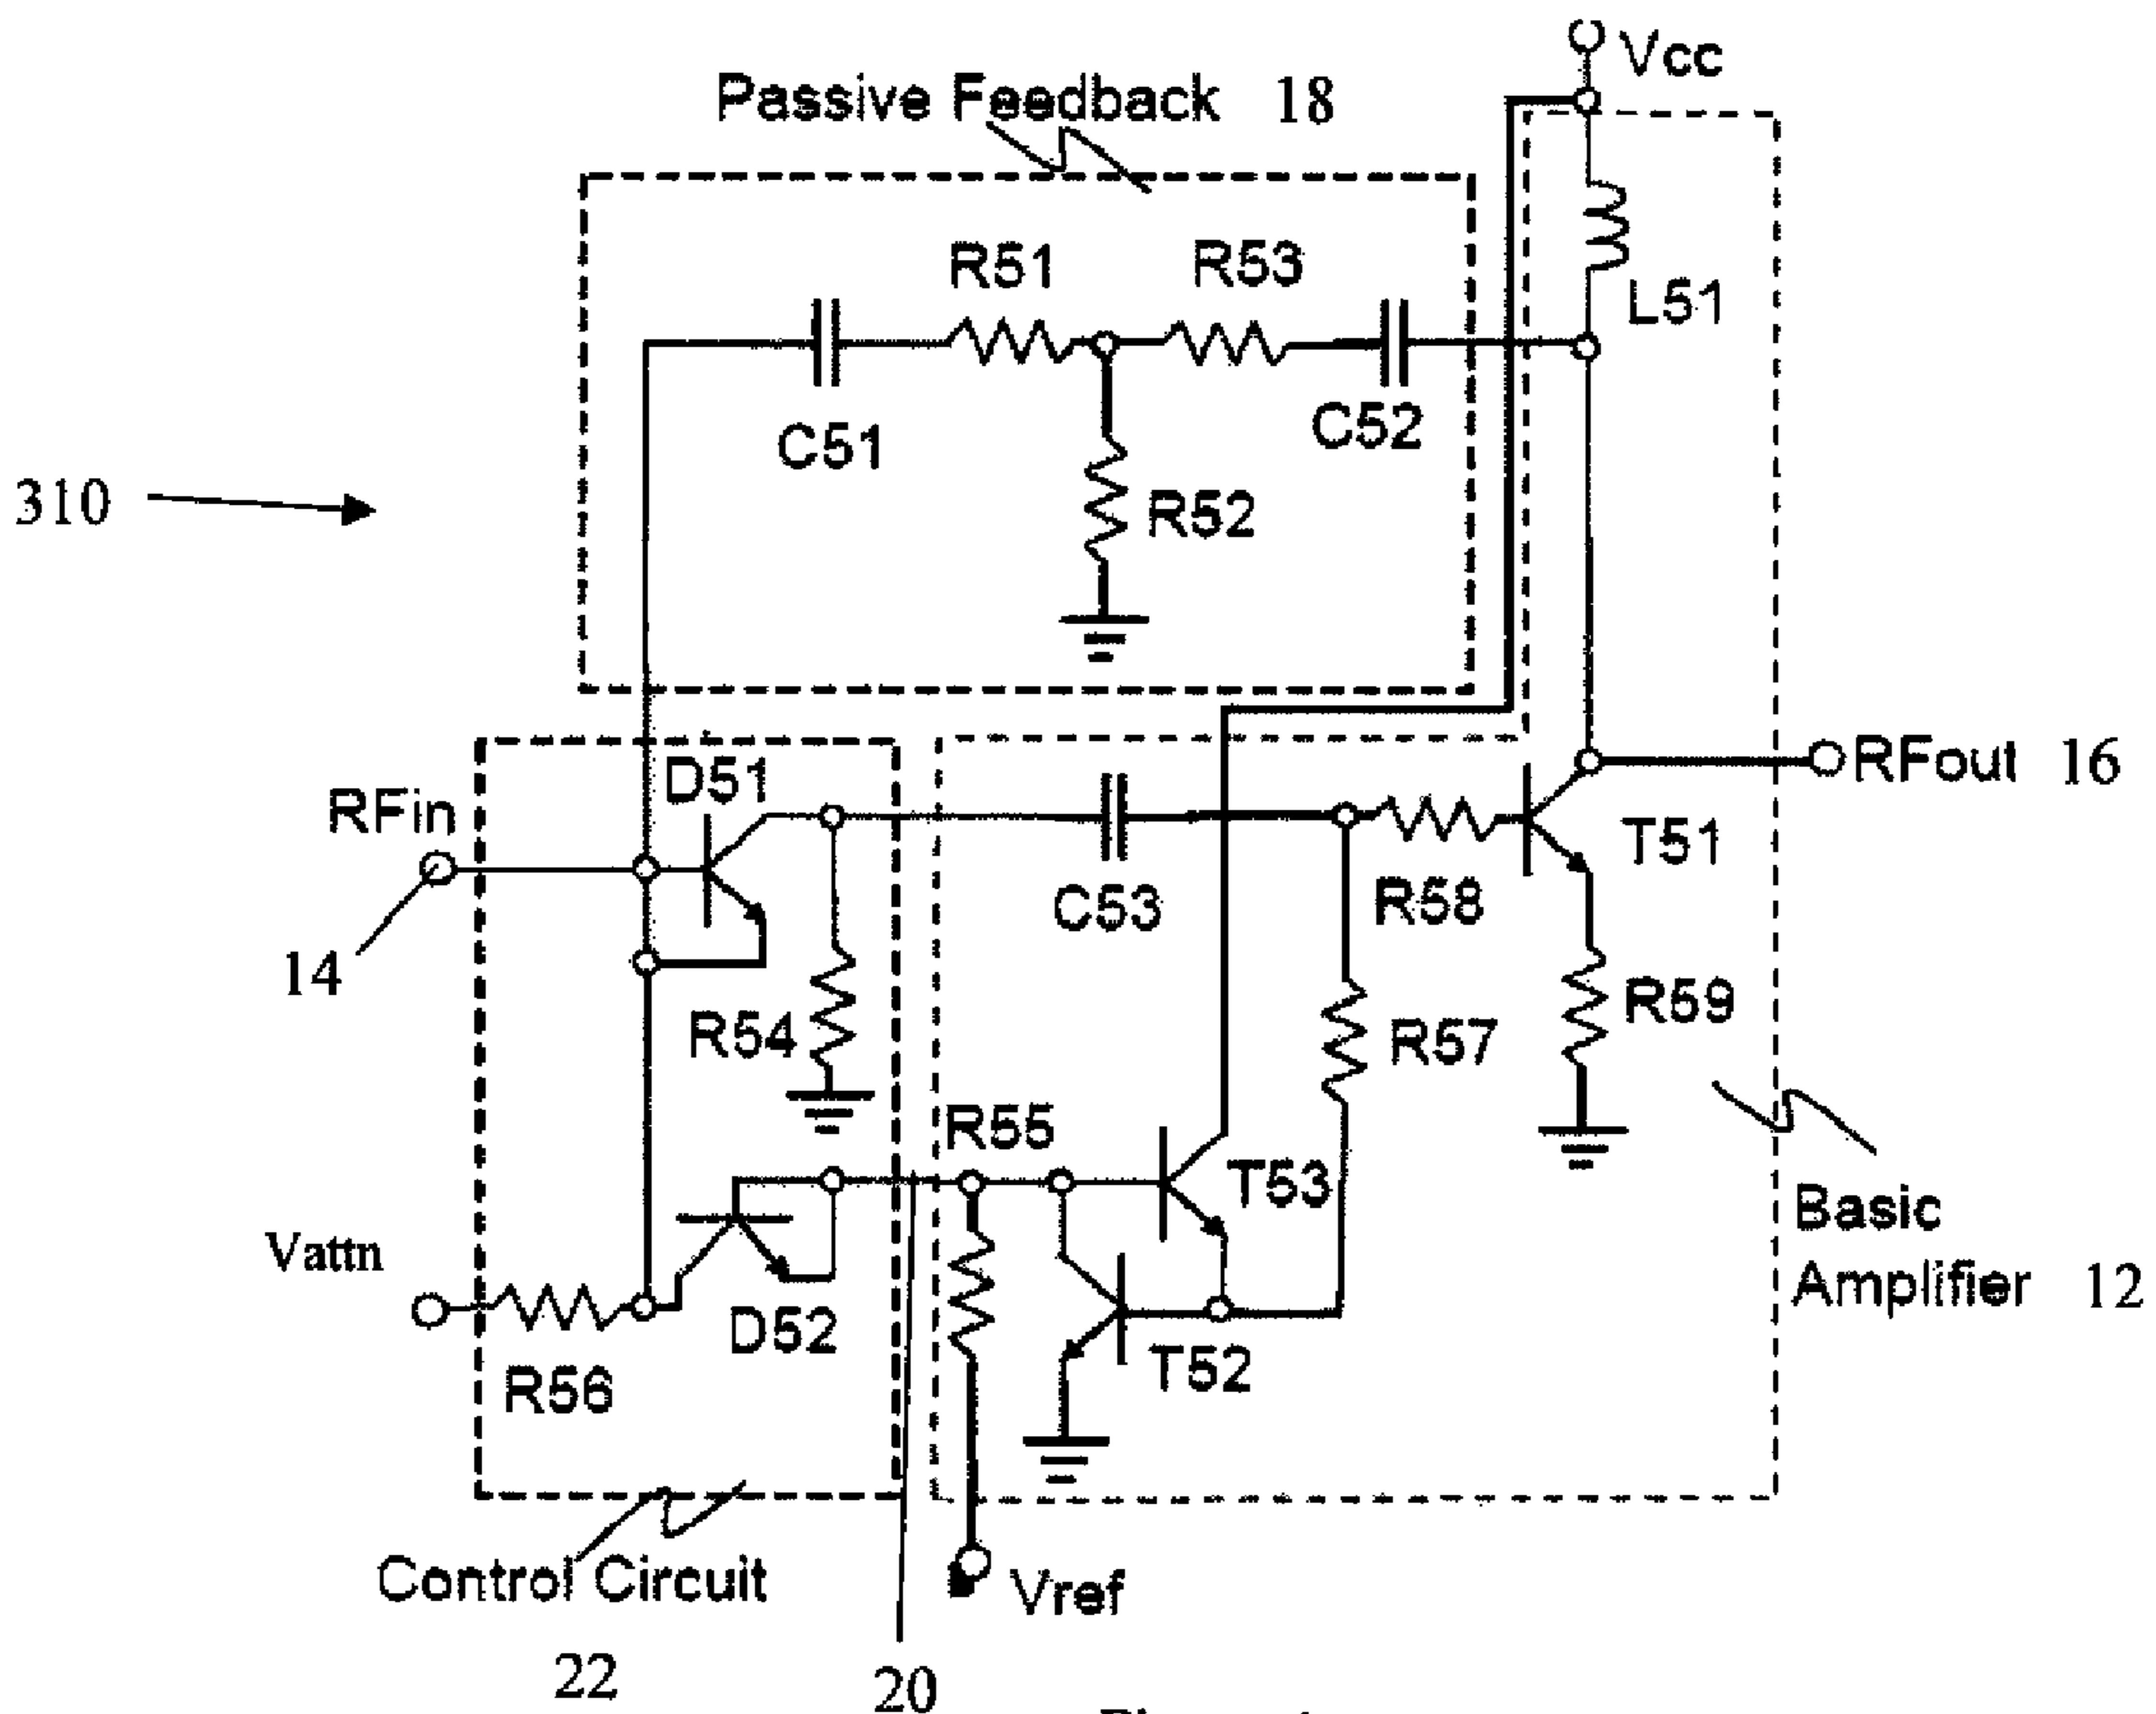 Vcc
Passive Feedback 18
R51
R53
L51
C51
C52
310
R52
D51
RFin
RFout 16
T51
C53
R58
14
R54
R57
R59
R55
T53
Vattn
Basic
Amplifier 12
D52
T52
R56
Control Circuit
Vref
22
20